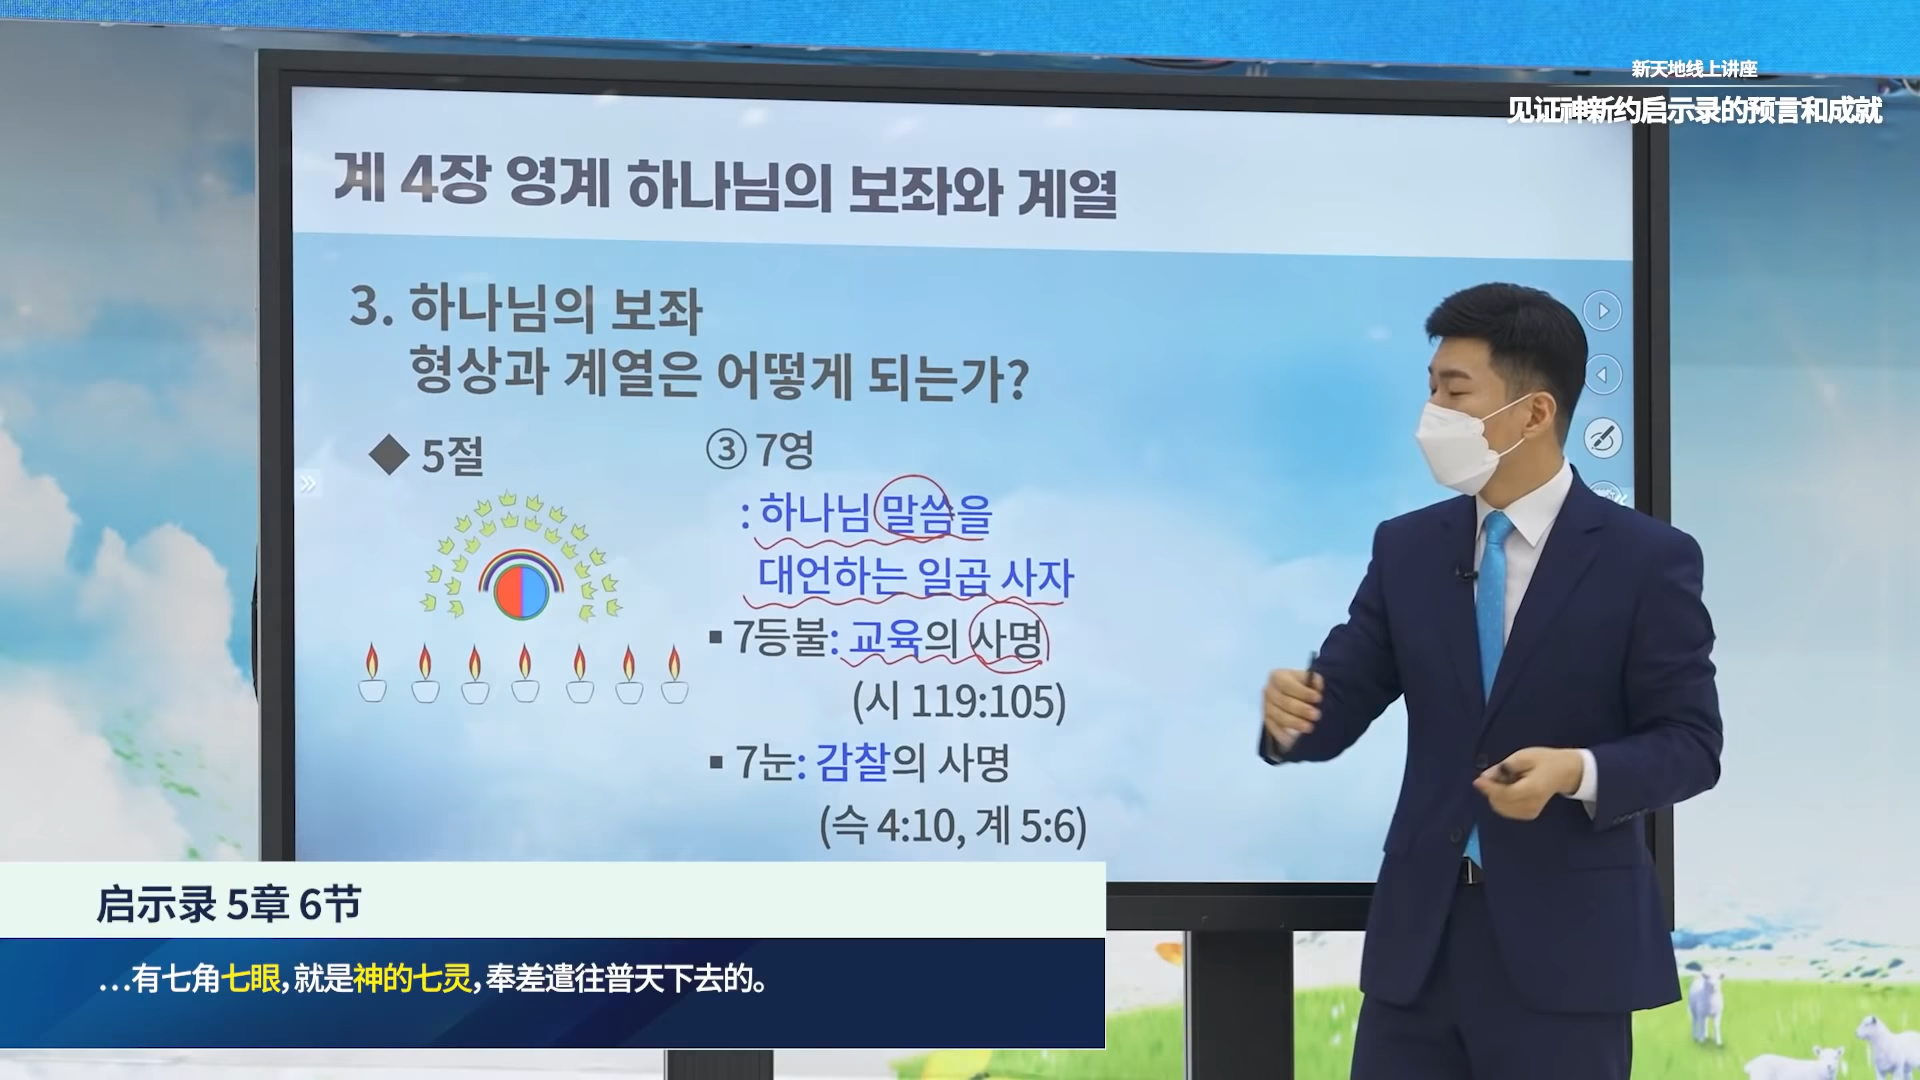 新天地线上讲座
见证神新约启示录的预言和成就
계 4장 영계 하나님의 보좌와 계열
3. 하나님의 보좌
형상과 계열은 어떻게 되는가?
◆ 5절
③ 7영
: 하나님 말씀을
대언하는 일곱 사자
▪ 7등불: 교육의 사명
(시 119:105)
▪ 7눈: 감찰의 사명
(슥 4:10, 계 5:6)
启示录 5章 6节
…有七角七眼, 就是神的七灵, 奉差遣往普天下去的。